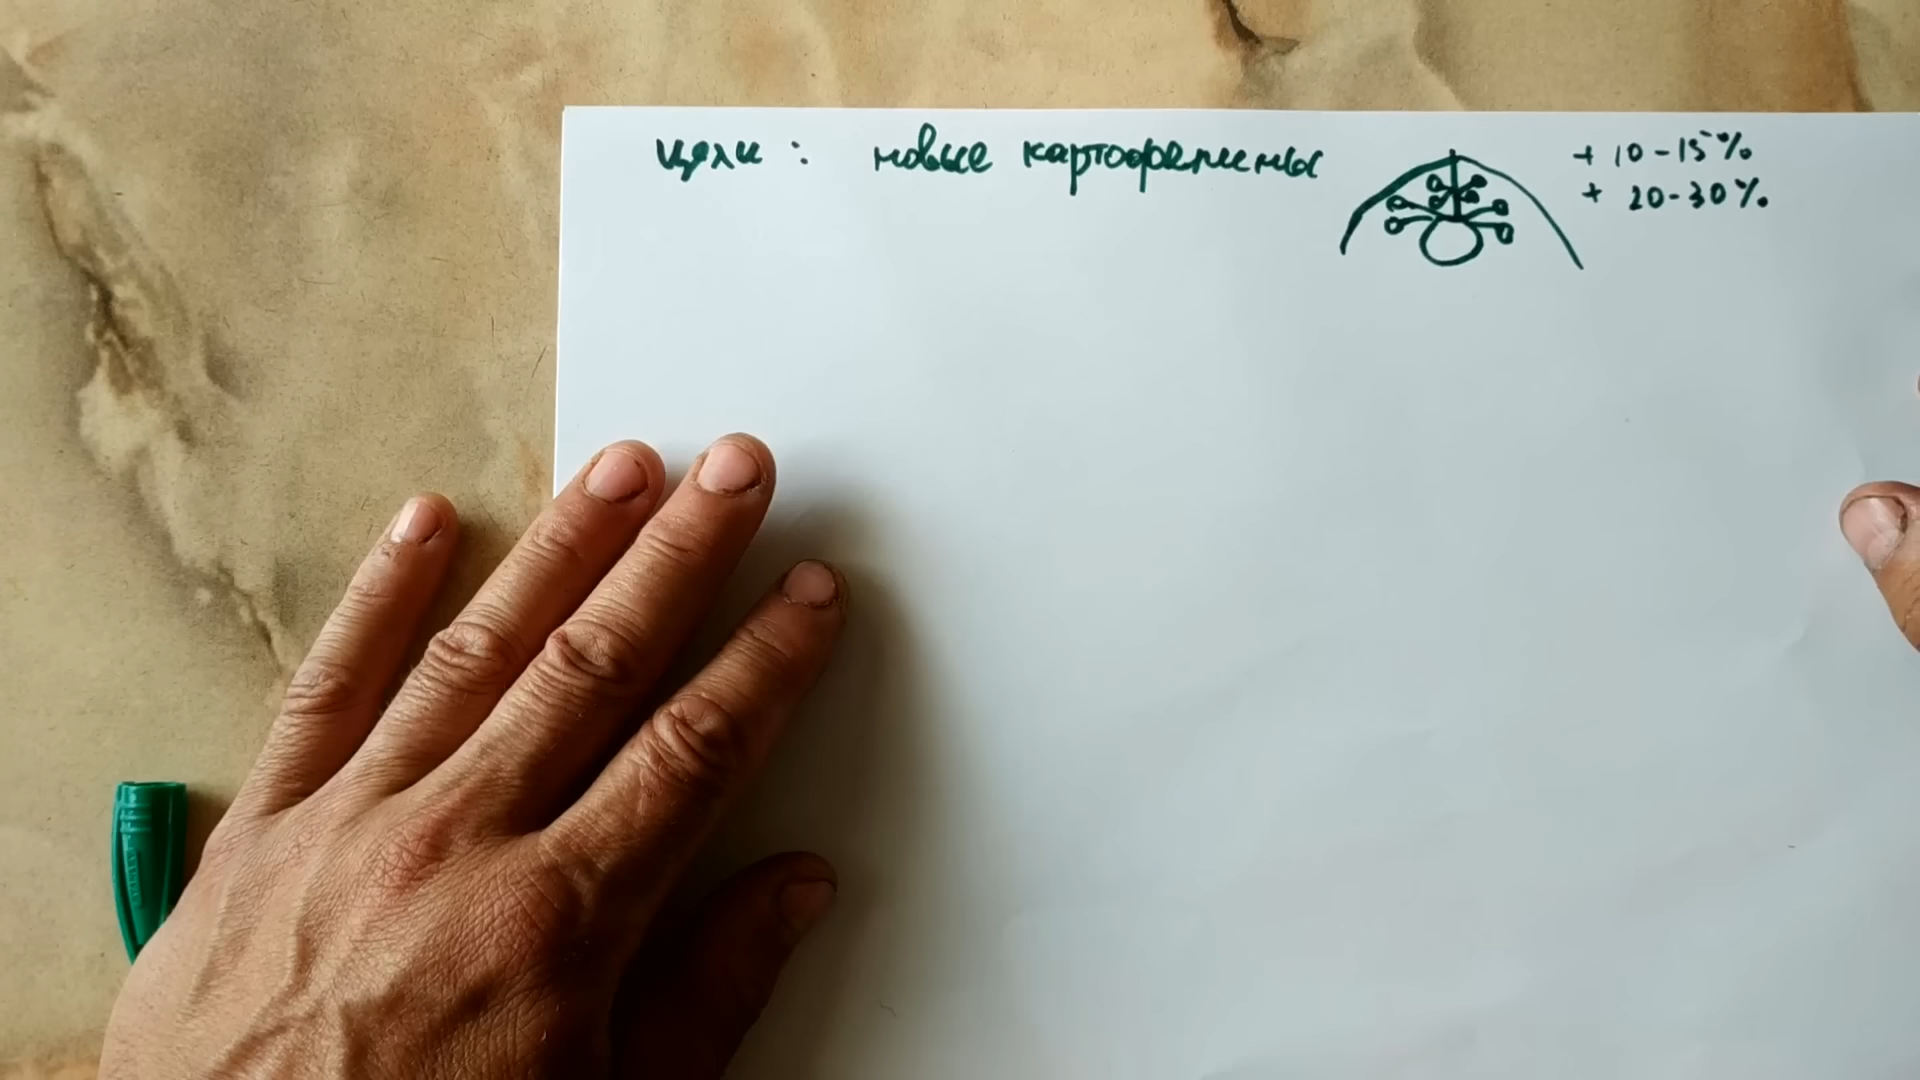 цели : новые картофелины
+ 10-15%
+ 20-30%